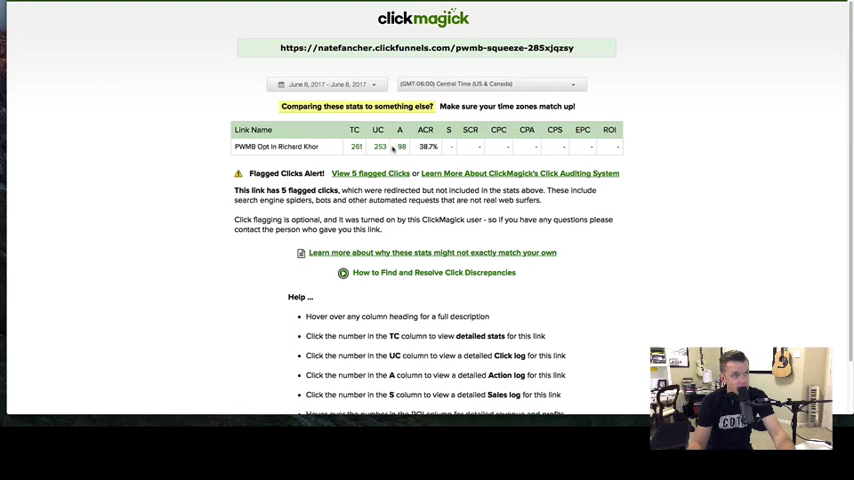 clickmagick
https://natefancher.clickfunnels.com/pwmb-squeeze-285xjqzsy
June 8, 2017 - June 8, 2017
(GMT-06:00) Central Time (US & Canada)
Comparing these stats to something else? Make sure your time zones match up!
Link Name TC UC A ACR S SCR CPC CPA CPS EPC ROI
PWMB Opt In Richard Khor 261 253 98 38.7% - - - - - - -
Flagged Clicks Alert! View 5 flagged Clicks or Learn More About ClickMagick's Click Auditing System
This link has 5 flagged clicks, which were redirected but not included in the stats above. These include
search engine spiders, bots and other automated requests that are not real web surfers.
Click flagging is optional, and it was turned on by this ClickMagick user - so if you have any questions please
contact the person who gave you this link.
Learn more about why these stats might not exactly match your own
How to Find and Resolve Click Discrepancies
Help ...
• Hover over any column heading for a full description
• Click the number in the TC column to view detailed stats for this link
• Click the number in the UC column to view a detailed Click log for this link
• Click the number in the A column to view a detailed Action log for this link
• Click the number in the S column to view a detailed Sales log for this link